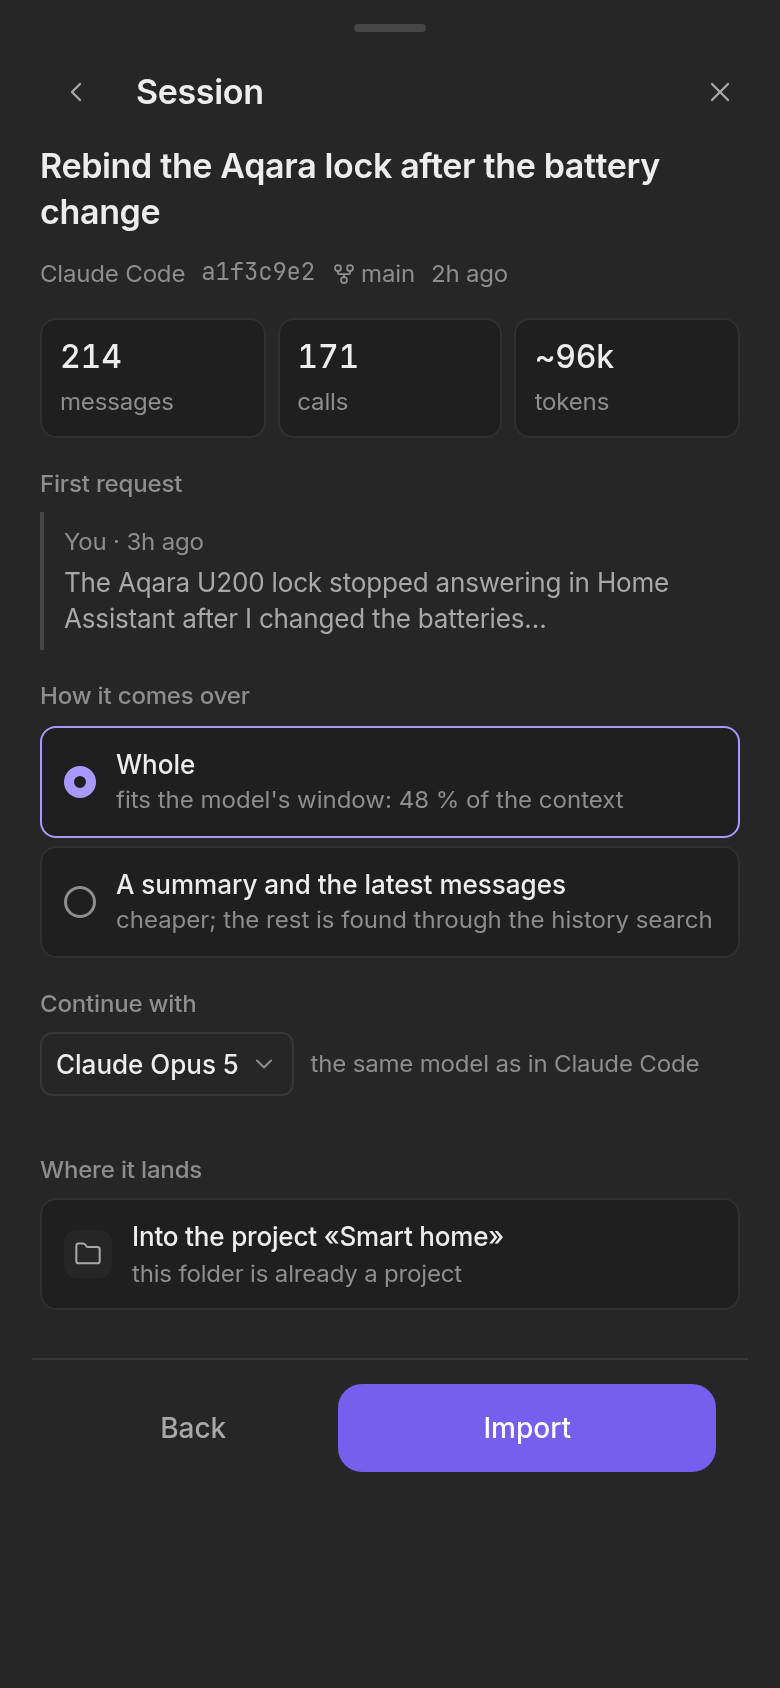 Session
Rebind the Aqara lock after the battery
change
Claude Code a1f3c9e2 main 2h ago
214 171 ~96k
messages calls tokens
First request
You · 3h ago
The Aqara U200 lock stopped answering in Home
Assistant after I changed the batteries...
How it comes over
Whole
fits the model's window: 48 % of the context
A summary and the latest messages
cheaper; the rest is found through the history search
Continue with
Claude Opus 5 the same model as in Claude Code
Where it lands
Into the project «Smart home»
this folder is already a project
Back Import